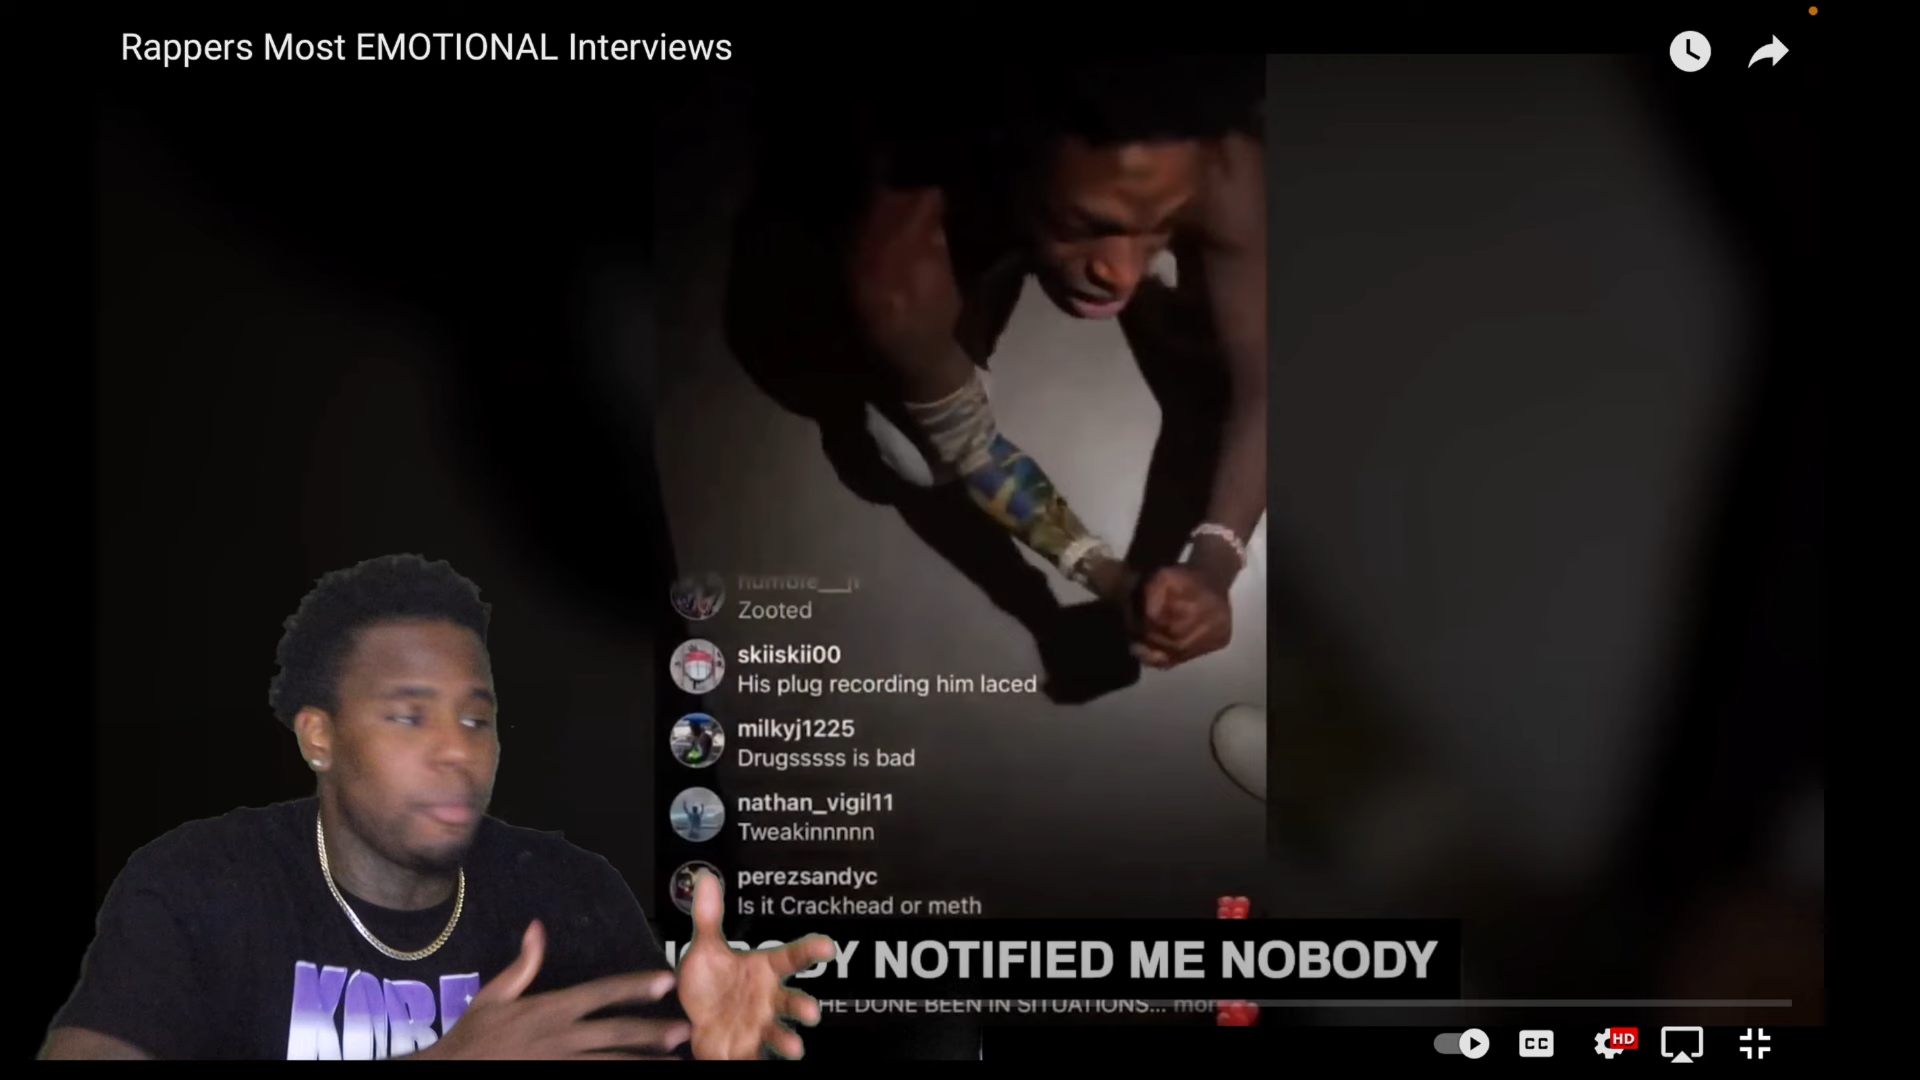 Rappers Most EMOTIONAL Interviews
Zooted
skiiskii00
His plug recording him laced
milkyj1225
Drugsssss is bad
nathan_vigil11
Tweakinnnnn
perezsandyc
Is it Crackhead or meth
NOTIFIED ME NOBODY
HE DONE BEEN IN SITUATIONS...
CC
HD